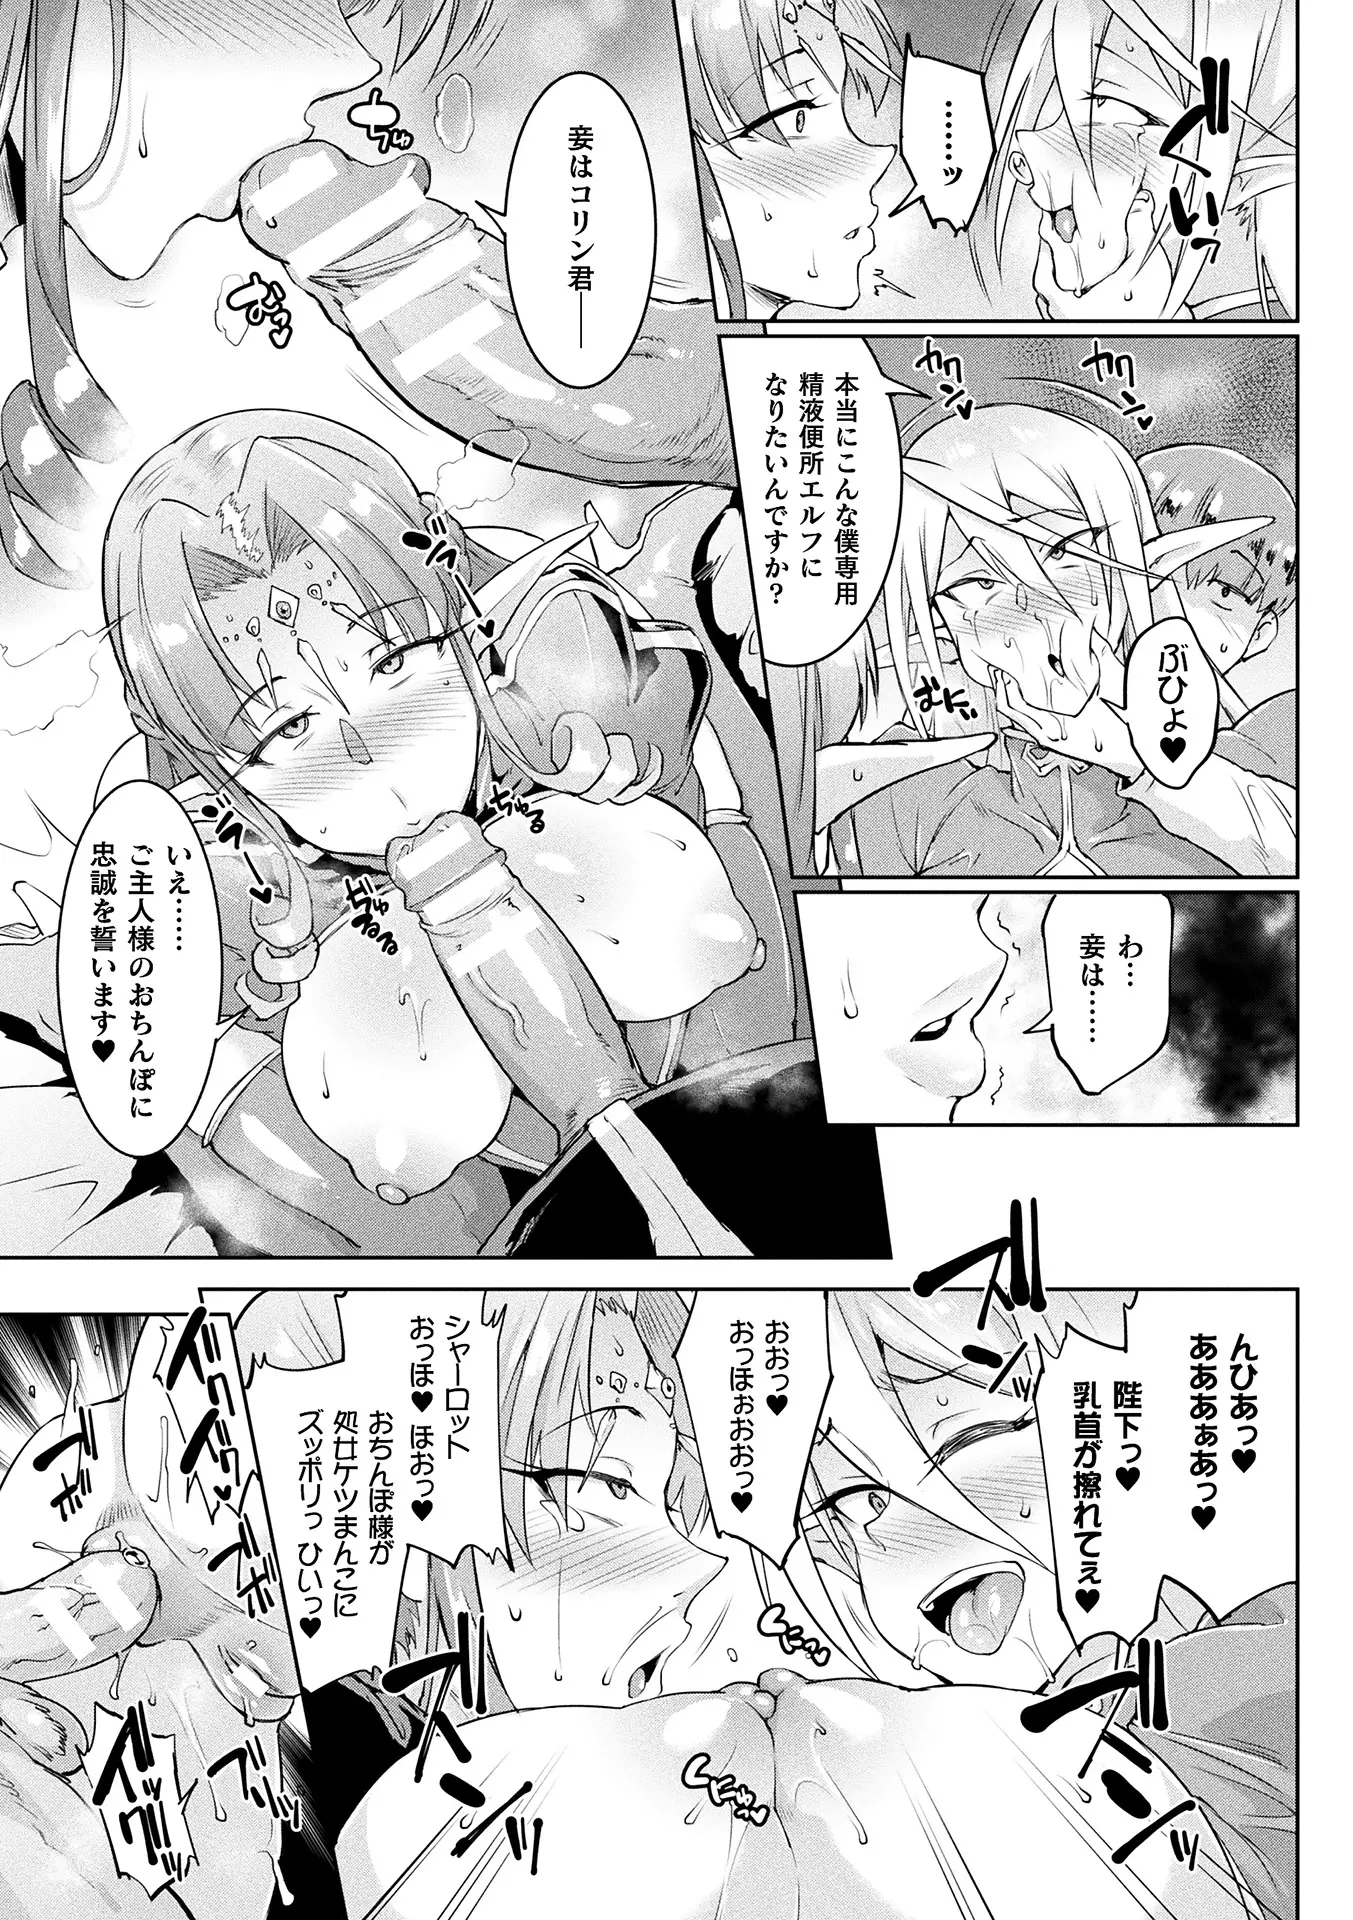 ……ッ
ぐいっ
妾はコリン君――
ちゅ
むっ♥
カクン
カクン
本当にこんな僕専用
精液便所エルフに
なりたいんですか？
ぶひょ♥
わ…
妾は……
ちゅる
ぢゅるるる
いえ……
ご主人様のおちんぽに
忠誠を誓います♥
んひあっ♥
あああぁあっ♥
陛下っ♥
乳首が擦れてぇ♥
おおっ♥
おっほぉおおっ♥
シャーロット
おっほ♥ほおっ♥
おちんぽ様が
処女ケツまんこに
ズッポリっひいっ♥